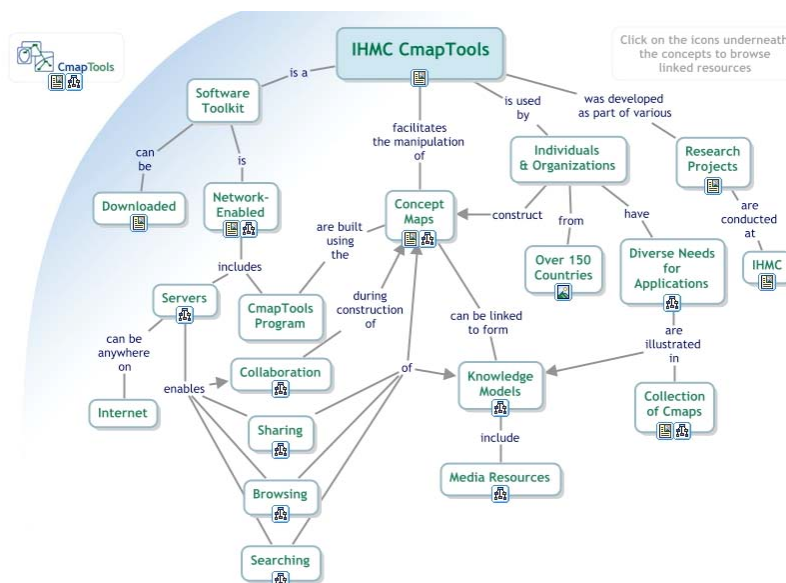 IHMC CmapTools
Click on the icons underneath
the concepts to browse
linked resources
CmapTools
is a
Software
Toolkit
is used
by
was developed
as part of various
facilitates
the manipulation
of
can
be
is
Individuals
& Organizations
Research
Projects
Downloaded
Network-
Enabled
Concept
Maps
construct
from
have
are
conducted
at
are built
using
the
includes
Over 150
Countries
Diverse Needs
for
Applications
IHMC
Servers
CmapTools
Program
during
construction
of
can be linked
to form
can be
anywhere
on
are
illustrated
in
enables
Collaboration
of
Knowledge
Models
Internet
Sharing
Collection
of Cmaps
include
Browsing
Media Resources
Searching